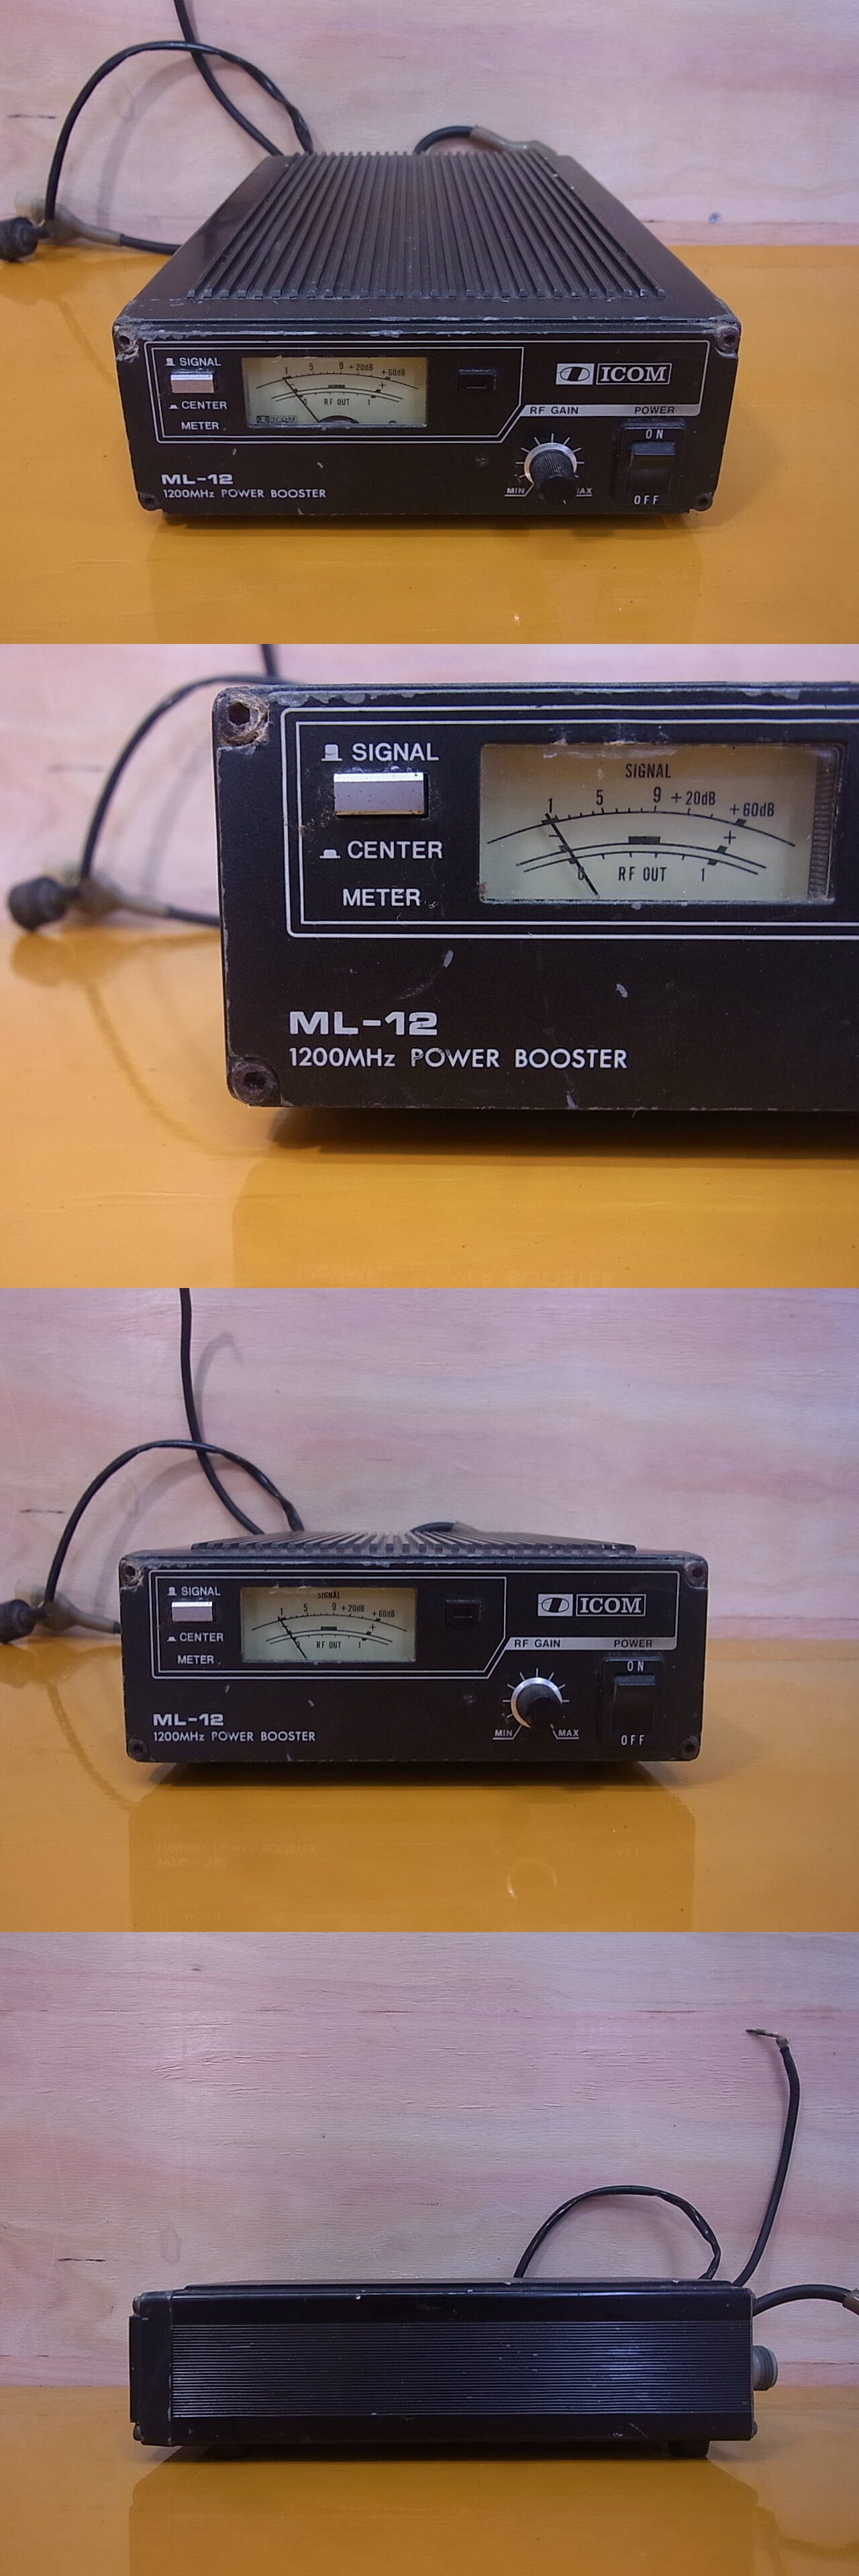 SIGNAL
CENTER
METER
1 5 9 +20dB +60dB
+
0 RF OUT 1
ICOM
ICOM
RF GAIN POWER
ON
MIN
OFF
ML-12
1200MHz POWER BOOSTER
SIGNAL
CENTER
METER
SIGNAL
1 5 9 +20dB +60dB
- +
0 RF OUT 1
ML-12
1200MHz POWER BOOSTER
SIGNAL
CENTER
METER
SIGNAL
1 5 9 +20dB +60dB
+
0 RF OUT 1
ICOM
RF GAIN POWER
ON
MIN MAX
OFF
ML-12
1200MHz POWER BOOSTER